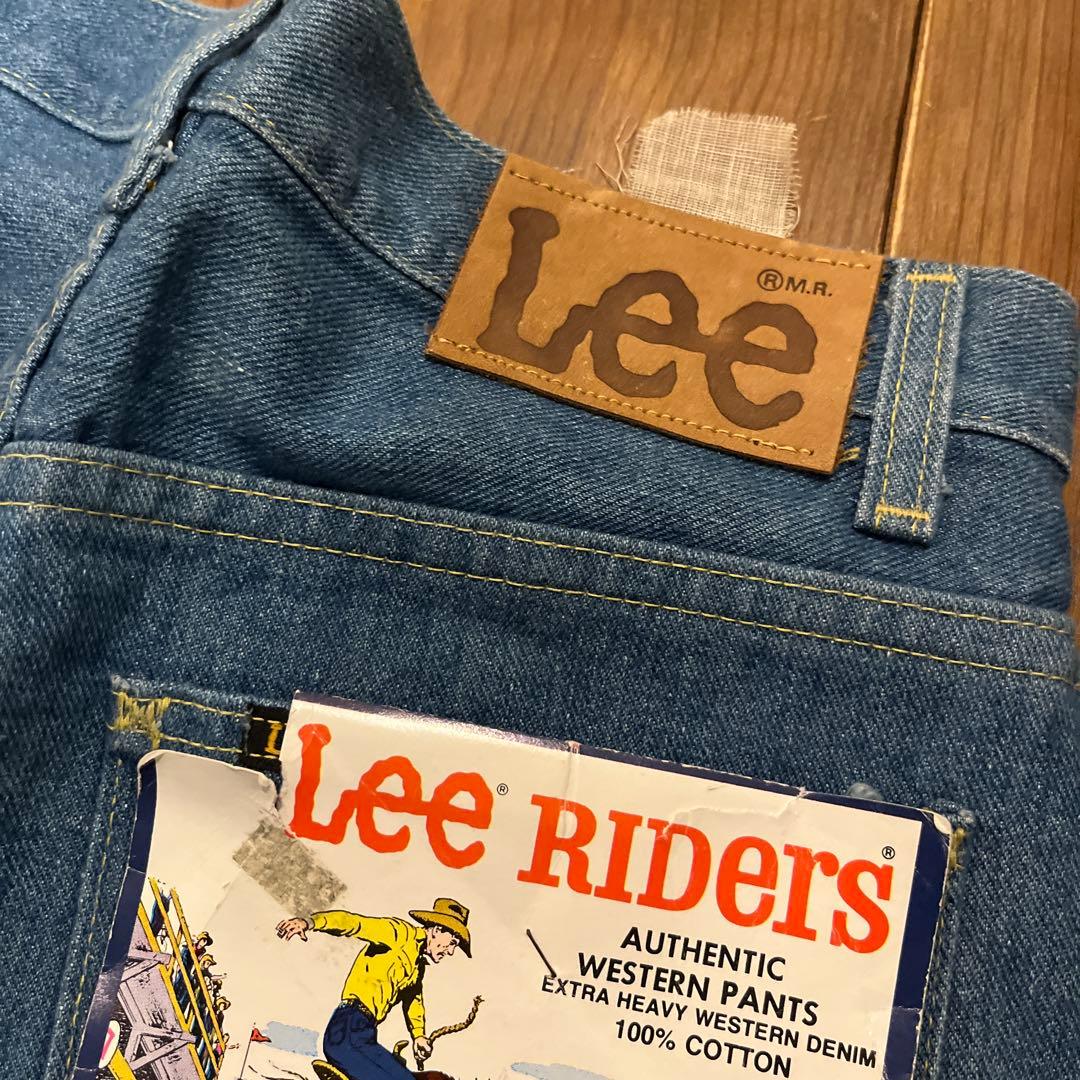 Lee
® M.R.
Lee® RIDERS®
AUTHENTIC
WESTERN PANTS
EXTRA HEAVY WESTERN DENIM
100% COTTON